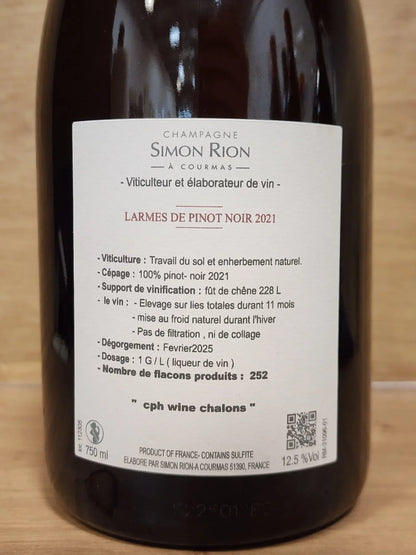 CHAMPAGNE
SIMON RION
À COURMAS
- Viticulteur et élaborateur de vin -
LARMES DE PINOT NOIR 2021
- Viticulture : Travail du sol et enherbement naturel.
- Cépage : 100% pinot- noir 2021
- Support de vinification : fût de chêne 228 L
- le vin : - Elevage sur lies totales durant 11 mois
- mise au froid naturel durant l'hiver
- Pas de filtration , ni de collage
- Dégorgement : Fevrier2025
- Dosage : 1 G / L ( liqueur de vin )
- Nombre de flacons produits : 252
" cph wine chalons "
lot. 112305
750 ml
PRODUCT OF FRANCE- CONTAINS SULFITE
ELABORE PAR SIMON RION-A COURMAS 51390, FRANCE
12.5 %Vol